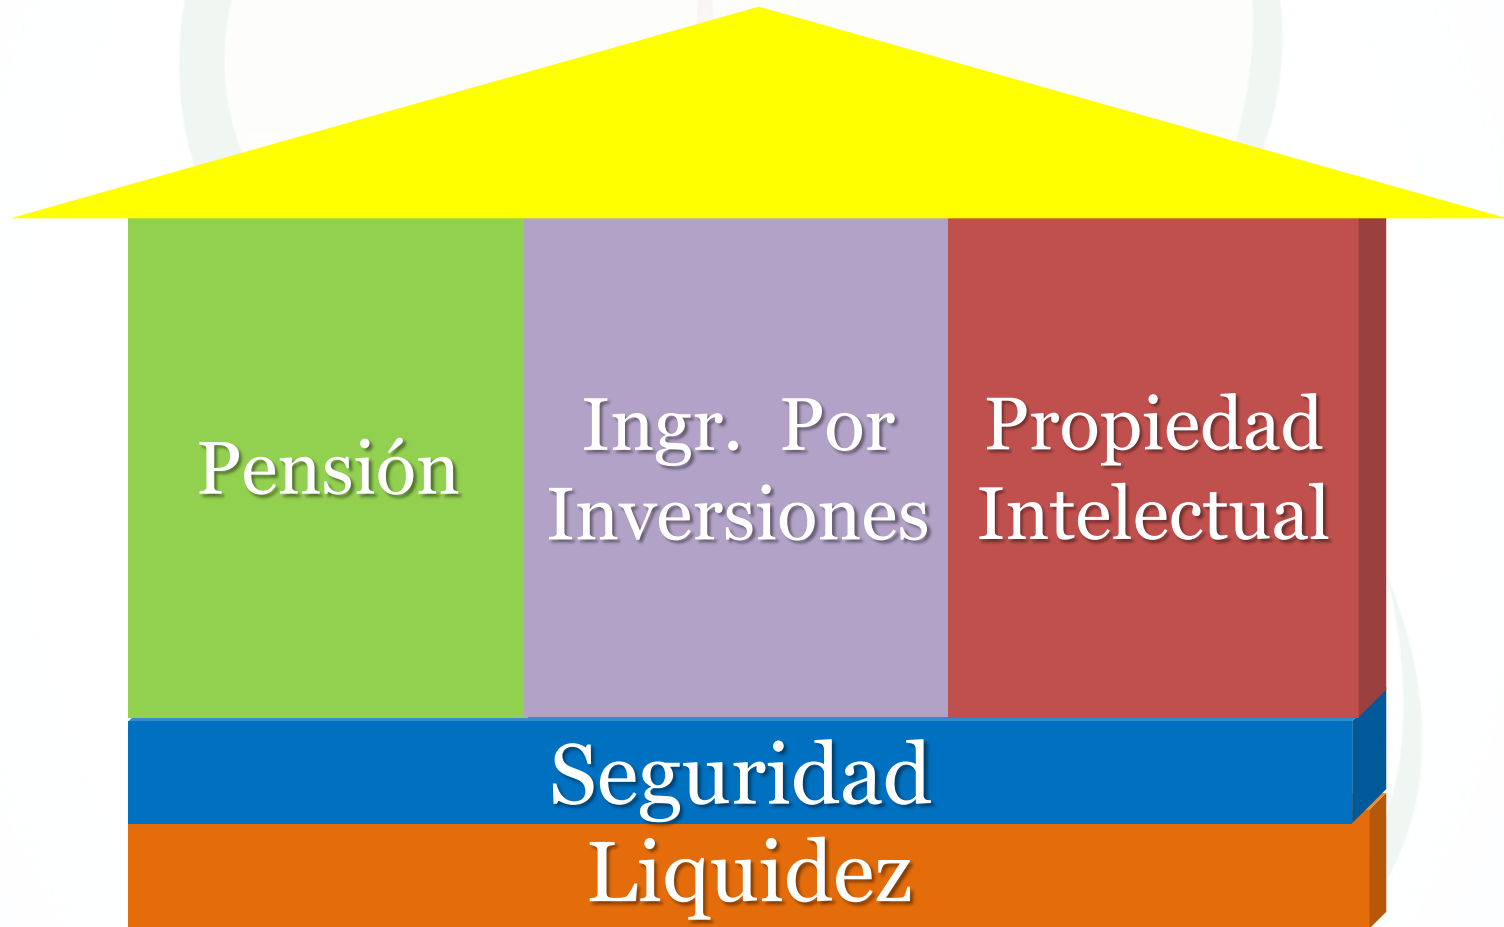 Pensión
Ingr. Por
Inversiones
Propiedad
Intelectual
Seguridad
Liquidez